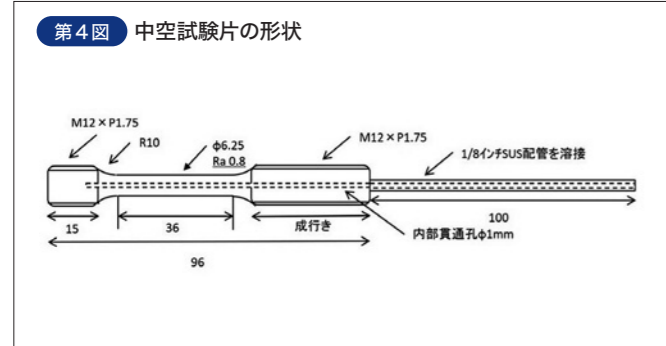 第4図 中空試験片の形状
M12×P1.75
R10
φ6.25
Ra 0.8
M12×P1.75
1/8インチSUS配管を溶接
15
36
成行き
100
内部貫通孔φ1mm
96